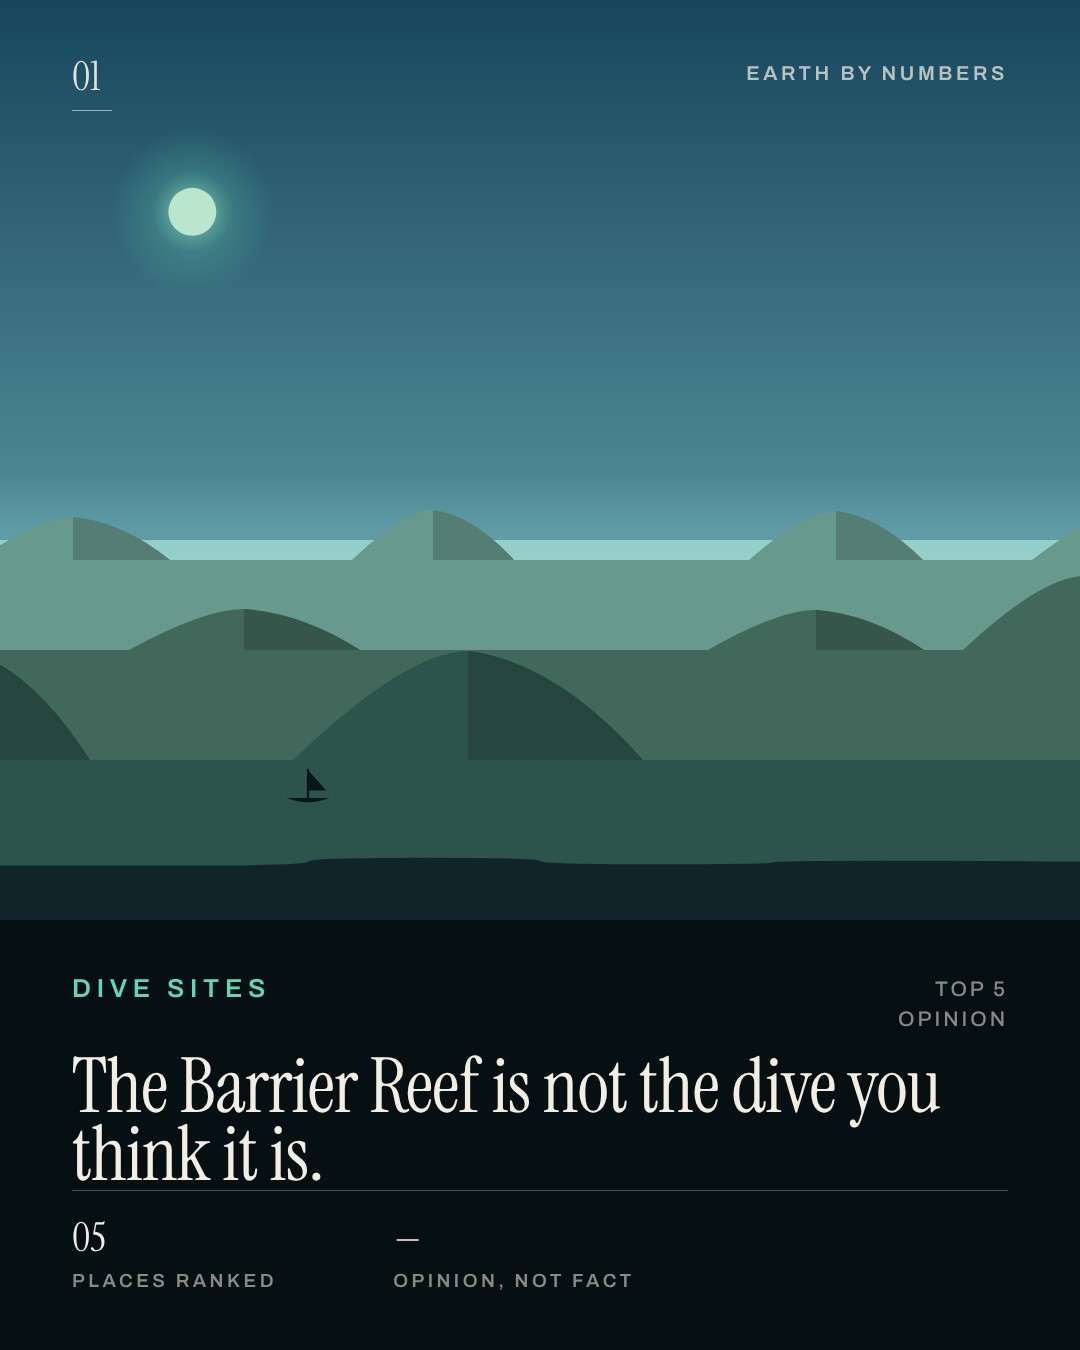 01
EARTH BY NUMBERS
DIVE SITES
TOP 5
OPINION
The Barrier Reef is not the dive you
think it is.
05
—
PLACES RANKED
OPINION, NOT FACT